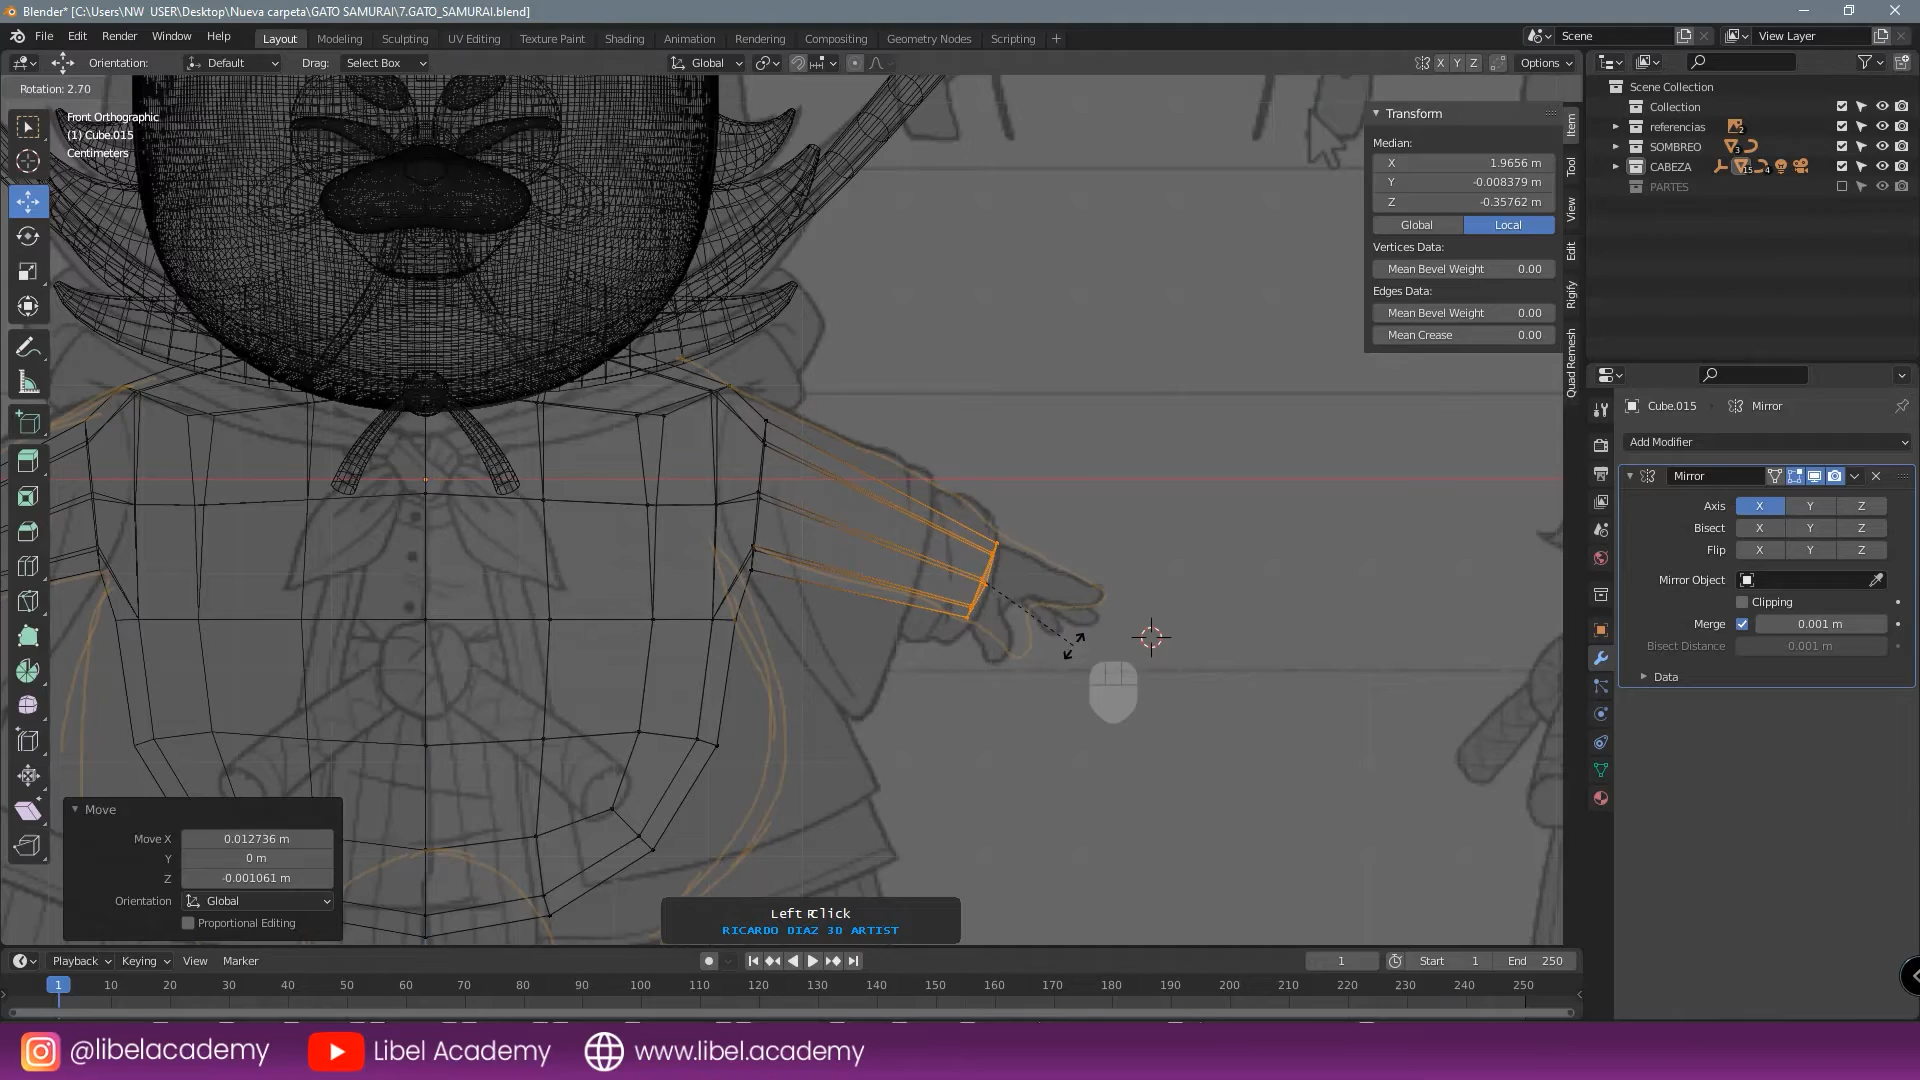 Blender* [C:\Users\NW_USER\Desktop\Nueva carpeta\GATO SAMURAI\7.GATO_SAMURAI.blend]
File Edit Render Window Help
Layout Modeling Sculpting UV Editing Texture Paint Shading Animation Rendering Compositing Geometry Nodes Scripting +
Scene View Layer
Orientation: Default Drag: Select Box Global X Y Z Options
Rotation: 2.70
Front Orthographic
(1) Cube.015
Centimeters
Transform
Median:
X 1.9656 m
Y -0.008379 m
Z -0.35762 m
Global Local
Vertices Data:
Mean Bevel Weight 0.00
Edges Data:
Mean Bevel Weight 0.00
Mean Crease 0.00
Item
Tool
View
Edit
Rigify
Quad Remesh
Scene Collection
Collection
referencias 2
SOMBREO 3
CABEZA 15 4
PARTES
Cube.015 Mirror
Add Modifier
Mirror
Axis X Y Z
Bisect X Y Z
Flip X Y Z
Mirror Object
Clipping
Merge 0.001 m
Bisect Distance 0.001 m
Data
Move
Move X 0.012736 m
Y 0 m
Z -0.001061 m
Orientation Global
Proportional Editing
Left Click
RICARDO DIAZ 3D ARTIST
Playback Keying View Marker 1 Start 1 End 250
1 10 20 30 40 50 60 70 80 90 100 110 120 130 140 150 160 170 180 190 200 210 220 230 240 250
@libelacademy Libel Academy www.libel.academy